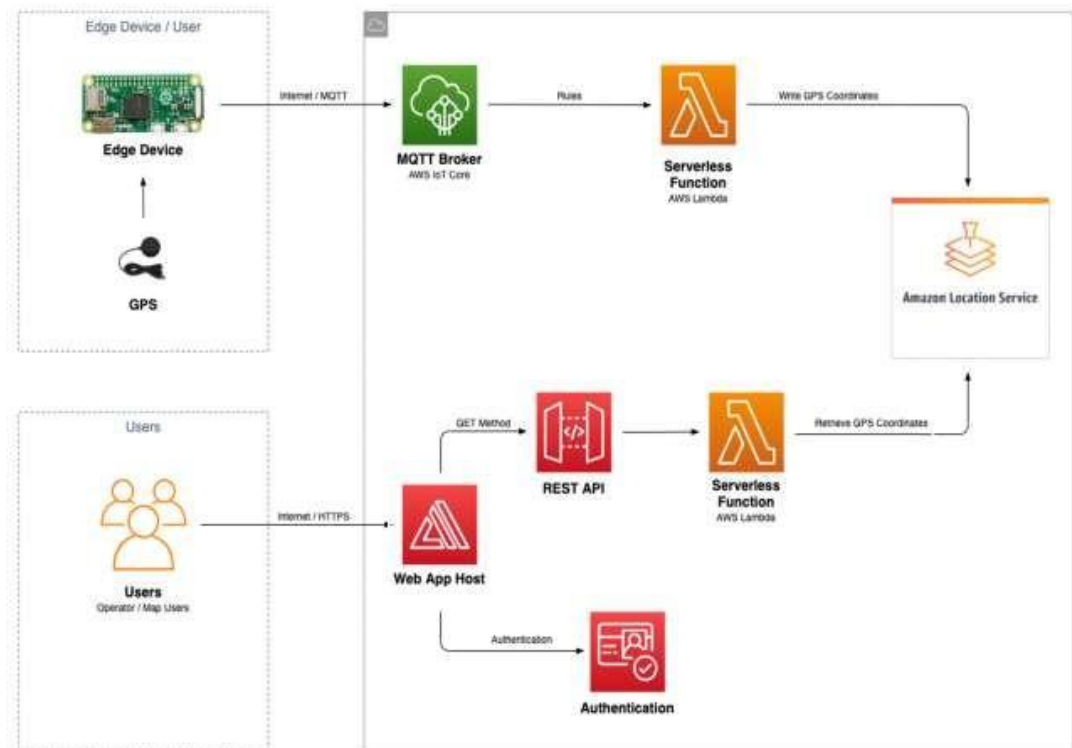 Edge Device / User
Edge Device
GPS
Internet / MQTT
MQTT Broker
AWS IoT Core
Rules
Serverless
Function
AWS Lambda
Write GPS Coordinates
Amazon Location Service
Users
Users
Operator / Map Users
Internet / HTTPS
Web App Host
GET Method
REST API
Serverless
Function
AWS Lambda
Retrieve GPS Coordinates
Authentication
Authentication